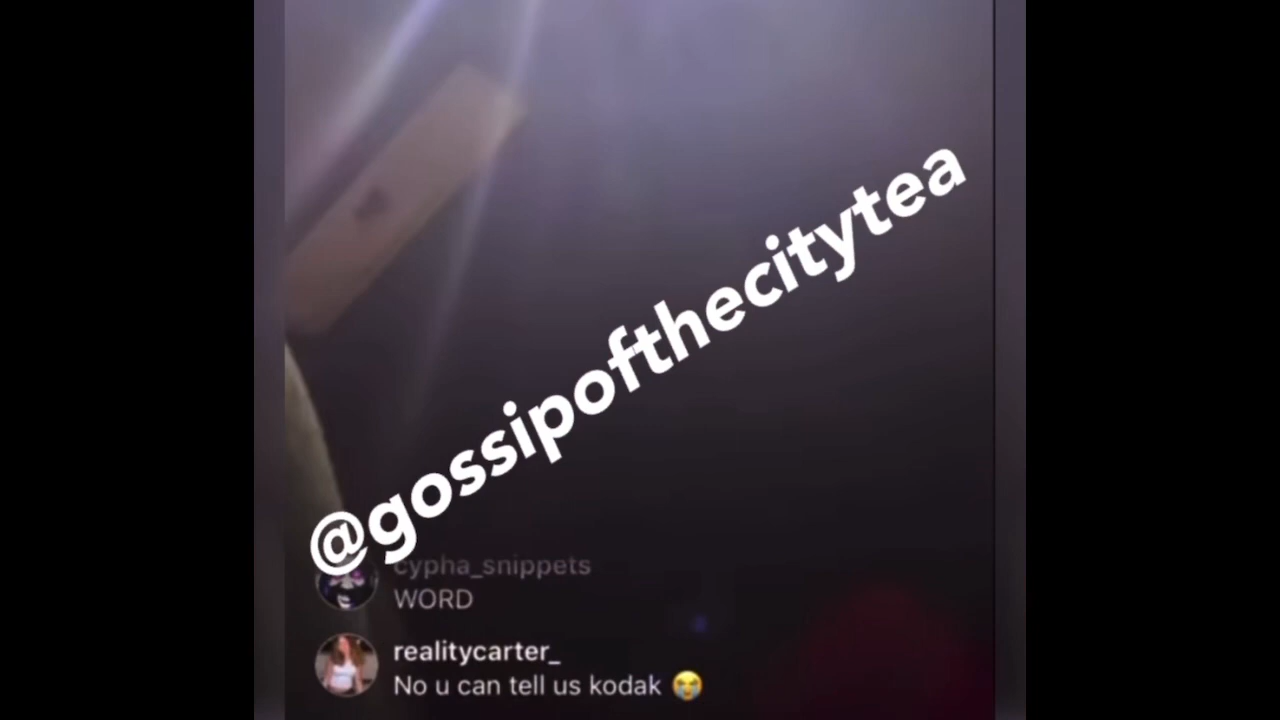 @gossipofthecitytea
cypha_snippets
WORD
realitycarter_
No u can tell us kodak 😭